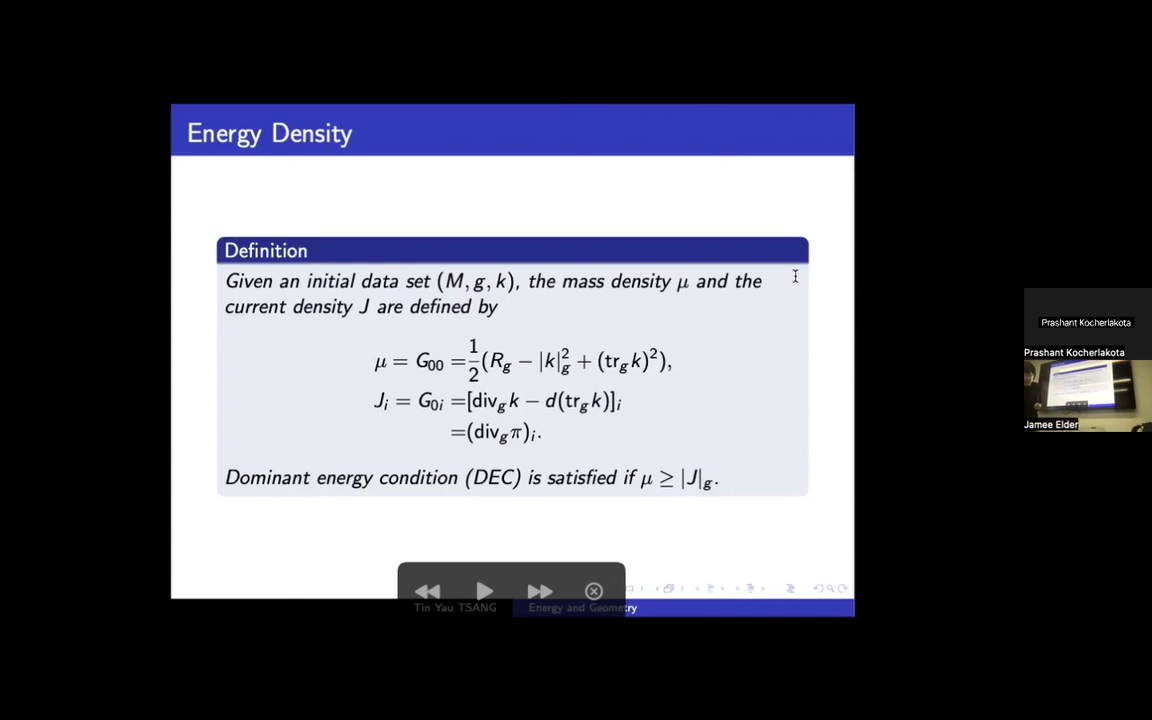 Energy Density
Definition
Given an initial data set (M, g, k), the mass density μ and the
current density J are defined by
μ = G₀₀ = 1/2 (R_g − |k|²_g + (tr_g k)²),
J_i = G_0i = [div_g k − d(tr_g k)]_i
= (div_g π)_i.
Dominant energy condition (DEC) is satisfied if μ ≥ |J|_g.
Tin Yau TSANG
Energy and Geometry
Prashant Kocherlakota
Prashant Kocherlakota
Jamee Elder